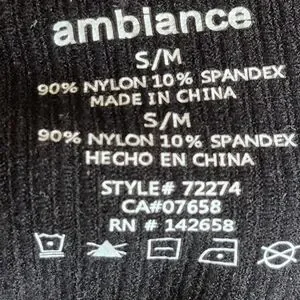 ambiance
S/M
90% NYLON 10% SPANDEX
MADE IN CHINA
S/M
90% NYLON 10% SPANDEX
HECHO EN CHINA
STYLE# 72274
CA#07658
RN # 142658